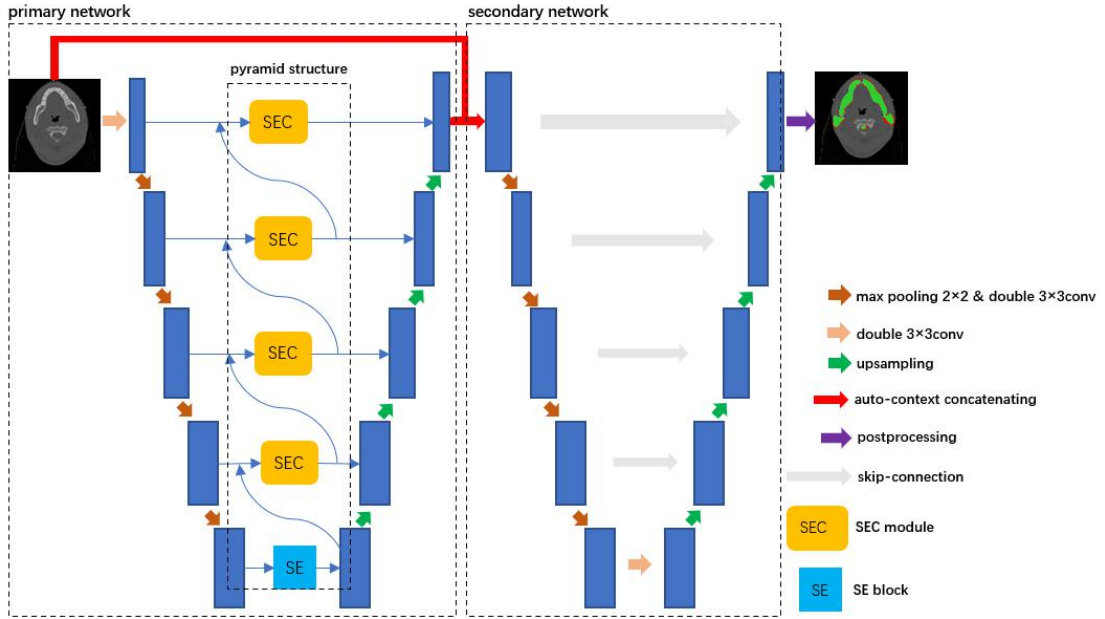 primary network
secondary network
pyramid structure
SEC
SEC
SEC
SEC
SE
max pooling 2×2 & double 3×3conv
double 3×3conv
upsampling
auto-context concatenating
postprocessing
skip-connection
SEC
SEC module
SE
SE block